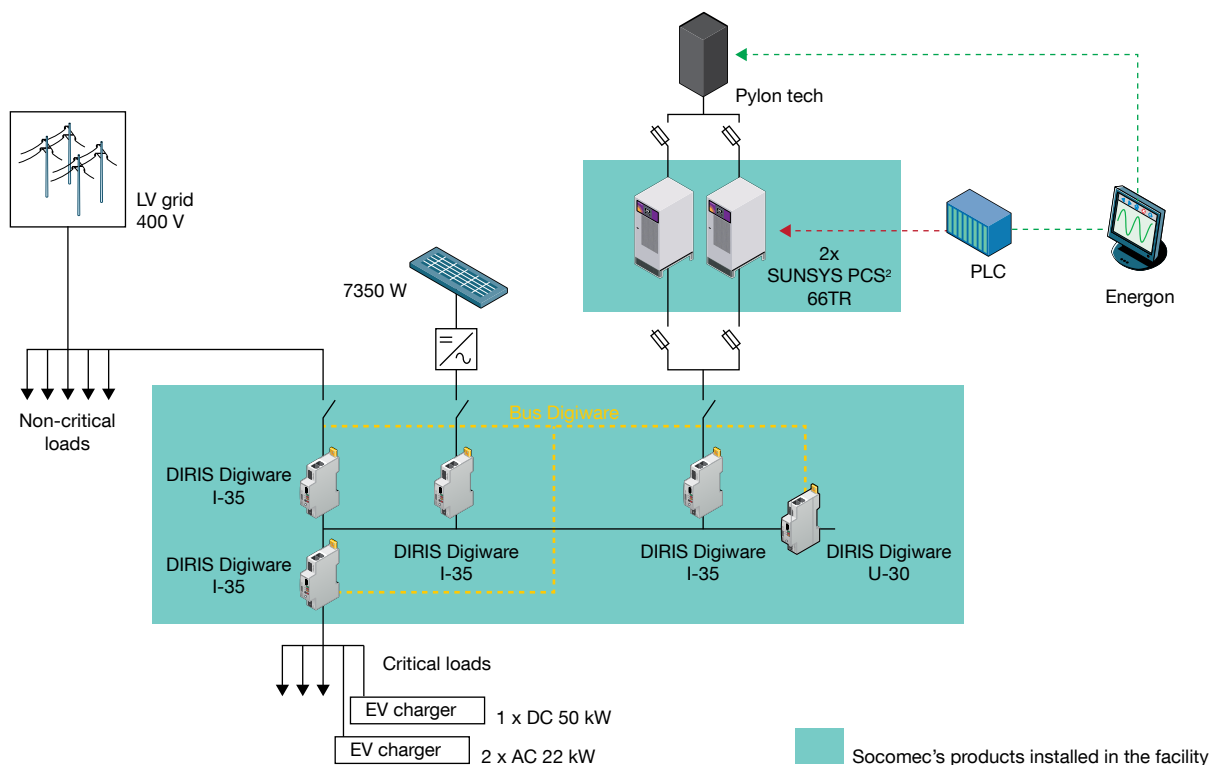 Pylon tech
LV grid
400 V
7350 W
2x
SUNSYS PCS²
66TR
PLC
Energon
Non-critical
loads
Bus Digiware
DIRIS Digiware
I-35
DIRIS Digiware
I-35
DIRIS Digiware
I-35
DIRIS Digiware
I-35
DIRIS Digiware
U-30
Critical loads
EV charger
1 x DC 50 kW
EV charger
2 x AC 22 kW
Socomec's products installed in the facility